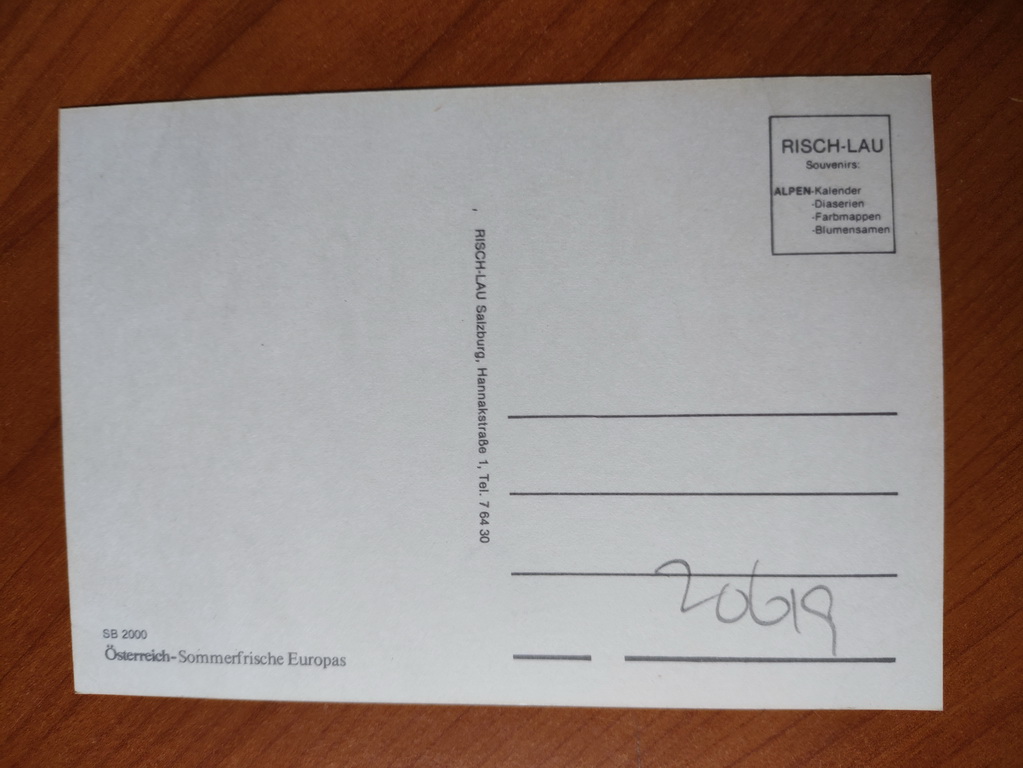 RISCH-LAU
Souvenirs:
ALPEN-Kalender
-Diaserien
-Farbmappen
-Blumensamen
RISCH-LAU Salzburg, Hannakstraße 1, Tel. 7 64 30
20619
SB 2000
Österreich-Sommerfrische Europas